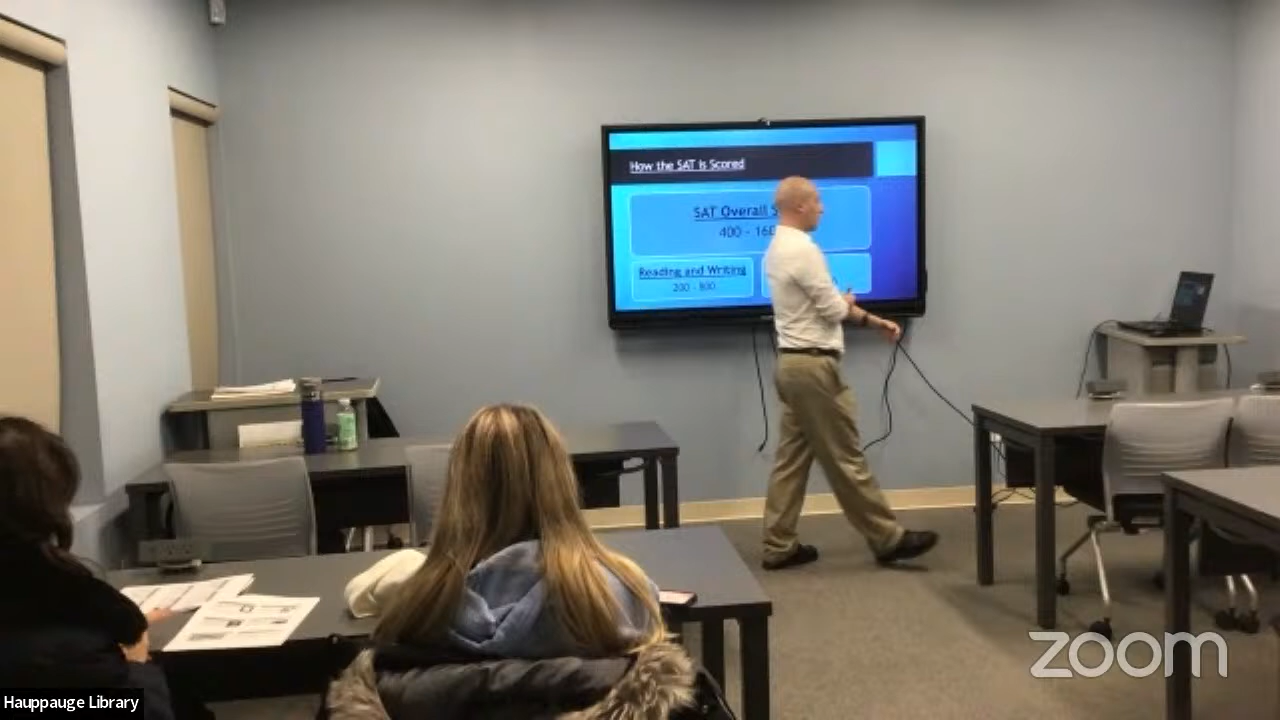 How the SAT is Scored
SAT Overall S
400 - 160
Reading and Writing
200 - 800
zoom
Hauppauge Library